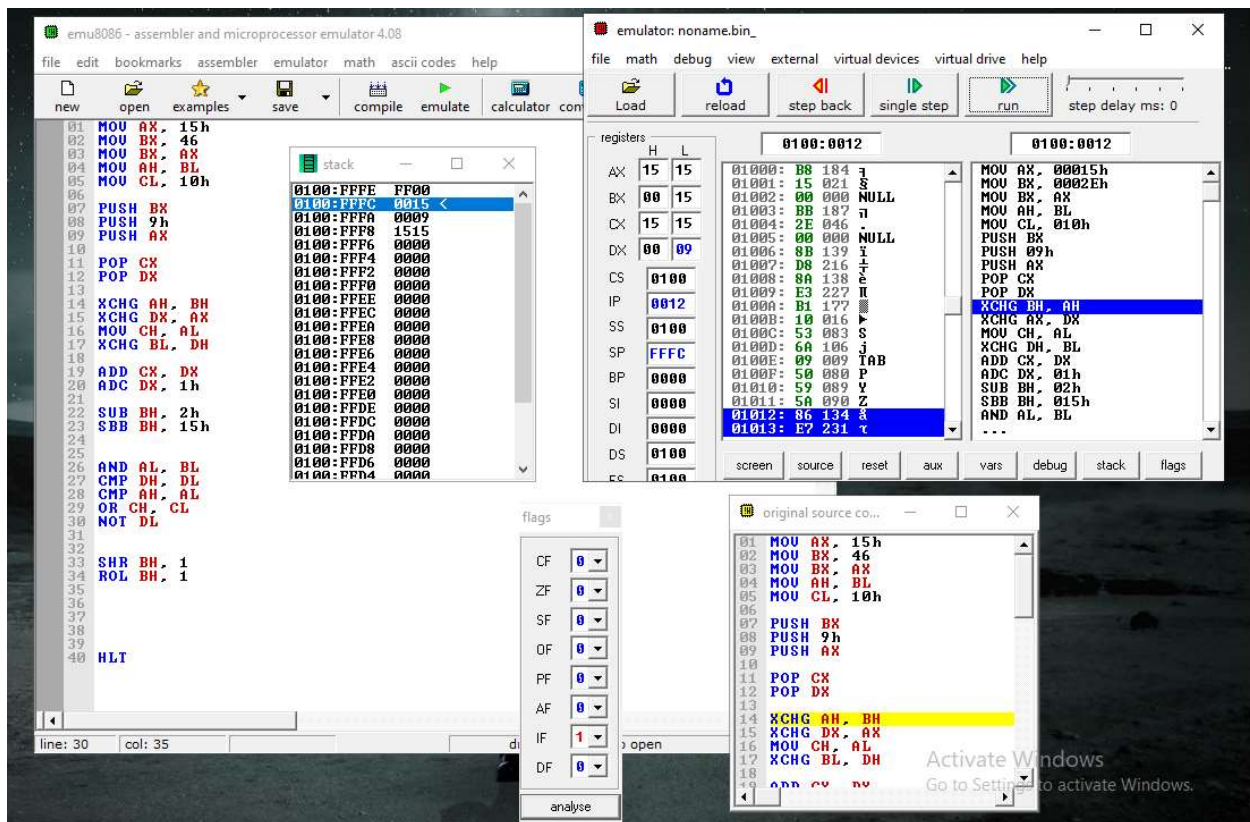 emu8086 - assembler and microprocessor emulator 4.08
file edit bookmarks assembler emulator math ascii codes help
new open examples save compile emulate calculator
01 MOV AX, 15h
02 MOV BX, 46
03 MOV BX, AX
04 MOV AH, BL
05 MOV CL, 10h
06
07 PUSH BX
08 PUSH 9h
09 PUSH AX
10
11 POP CX
12 POP DX
13
14 XCHG AH, BH
15 XCHG DX, AX
16 MOV CH, AL
17 XCHG BL, DH
18
19 ADD CX, DX
20 ADC DX, 1h
21
22 SUB BH, 2h
23 SBB BH, 15h
24
25
26 AND AL, BL
27 CMP DH, DL
28 CMP AH, AL
29 OR CH, CL
30 NOT DL
31
32
33 SHR BH, 1
34 ROL BH, 1
35
36
37
38
39
40 HLT
line: 30 col: 35
o open
stack
0100:FFFE FF00
0100:FFFC 0015 <
0100:FFFA 0009
0100:FFF8 1515
0100:FFF6 0000
0100:FFF4 0000
0100:FFF2 0000
0100:FFF0 0000
0100:FFEE 0000
0100:FFEC 0000
0100:FFEA 0000
0100:FFE8 0000
0100:FFE6 0000
0100:FFE4 0000
0100:FFE2 0000
0100:FFE0 0000
0100:FFDE 0000
0100:FFDC 0000
0100:FFDA 0000
0100:FFD8 0000
0100:FFD6 0000
0100:FFD4 0000
emulator: noname.bin_
file math debug view external virtual devices virtual drive help
Load reload step back single step run step delay ms: 0
registers
H L
AX 15 15
BX 00 15
CX 15 15
DX 00 09
CS 0100
IP 0012
SS 0100
SP FFFC
BP 0000
SI 0000
DI 0000
DS 0100
ES 0100
0100:0012
01000: B8 184 ╕
01001: 15 021 §
01002: 00 000 NULL
01003: BB 187
01004: 2E 046 .
01005: 00 000 NULL
01006: 8B 139 ï
01007: D8 216 ╪
01008: 8A 138 è
01009: E3 227 π
0100A: B1 177 ▒
0100B: 10 016 ►
0100C: 53 083 S
0100D: 6A 106 j
0100E: 09 009 TAB
0100F: 50 080 P
01010: 59 089 Y
01011: 5A 090 Z
01012: 86 134 å
01013: E7 231 τ
0100:0012
MOV AX, 00015h
MOV BX, 0002Eh
MOV BX, AX
MOV AH, BL
MOV CL, 010h
PUSH BX
PUSH 09h
PUSH AX
POP CX
POP DX
XCHG BH, AH
XCHG AX, DX
MOV CH, AL
XCHG DH, BL
ADD CX, DX
ADC DX, 01h
SUB BH, 02h
SBB BH, 015h
AND AL, BL
...
screen source reset aux vars debug stack flags
flags
CF 0
ZF 0
SF 0
OF 0
PF 0
AF 0
IF 1
DF 0
analyse
original source co...
01 MOV AX, 15h
02 MOV BX, 46
03 MOV BX, AX
04 MOV AH, BL
05 MOV CL, 10h
06
07 PUSH BX
08 PUSH 9h
09 PUSH AX
10
11 POP CX
12 POP DX
13
14 XCHG AH, BH
15 XCHG DX, AX
16 MOV CH, AL
17 XCHG BL, DH
18
19 ADD CX, DX
Activate Windows
Go to Settings to activate Windows.